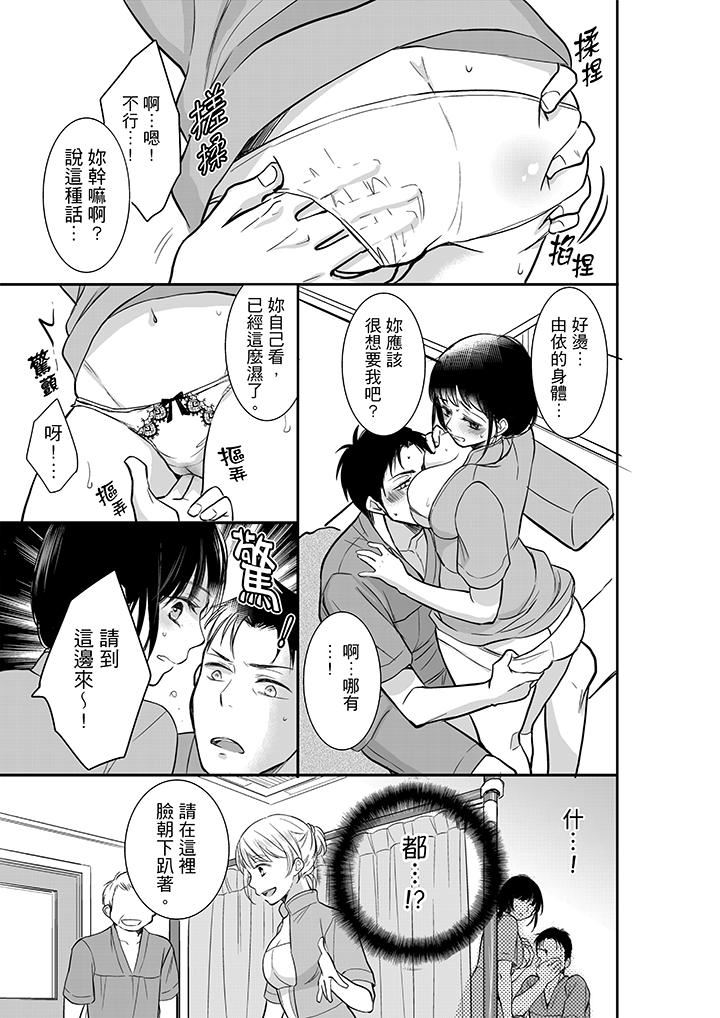 揉捏
搓揉
啊…嗯！
不行…！
妳幹嘛啊？
說這種話…
掐捏
好燙…
由依的身體…
妳應該
很想要我吧？
啊…哪有
…！
妳自己看，
已經這麼濕了。
驚顫
呀！…
摳弄
摳弄
驚
！
請到
這邊來～！
什…！
都…!?
請在這裡
臉朝下趴著。